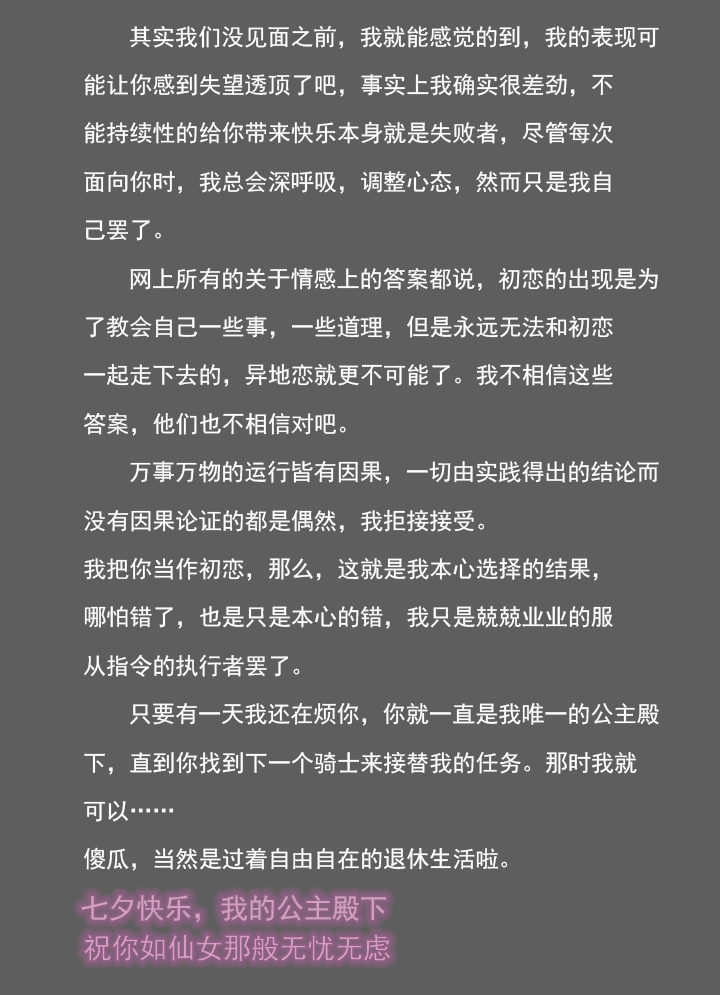 其实我们没见面之前，我就能感觉的到，我的表现可
能让你感到失望透顶了吧，事实上我确实很差劲，不
能持续性的给你带来快乐本身就是失败者，尽管每次
面向你时，我总会深呼吸，调整心态，然而只是我自
己罢了。
网上所有的关于情感上的答案都说，初恋的出现是为
了教会自己一些事，一些道理，但是永远无法和初恋
一起走下去的，异地恋就更不可能了。我不相信这些
答案，他们也不相信对吧。
万事万物的运行皆有因果，一切由实践得出的结论而
没有因果论证的都是偶然，我拒接接受。
我把你当作初恋，那么，这就是我本心选择的结果，
哪怕错了，也是只是本心的错，我只是兢兢业业的服
从指令的执行者罢了。
只要有一天我还在烦你，你就一直是我唯一的公主殿
下，直到你找到下一个骑士来接替我的任务。那时我就
可以……
傻瓜，当然是过着自由自在的退休生活啦。
七夕快乐，我的公主殿下
祝你如仙女那般无忧无虑